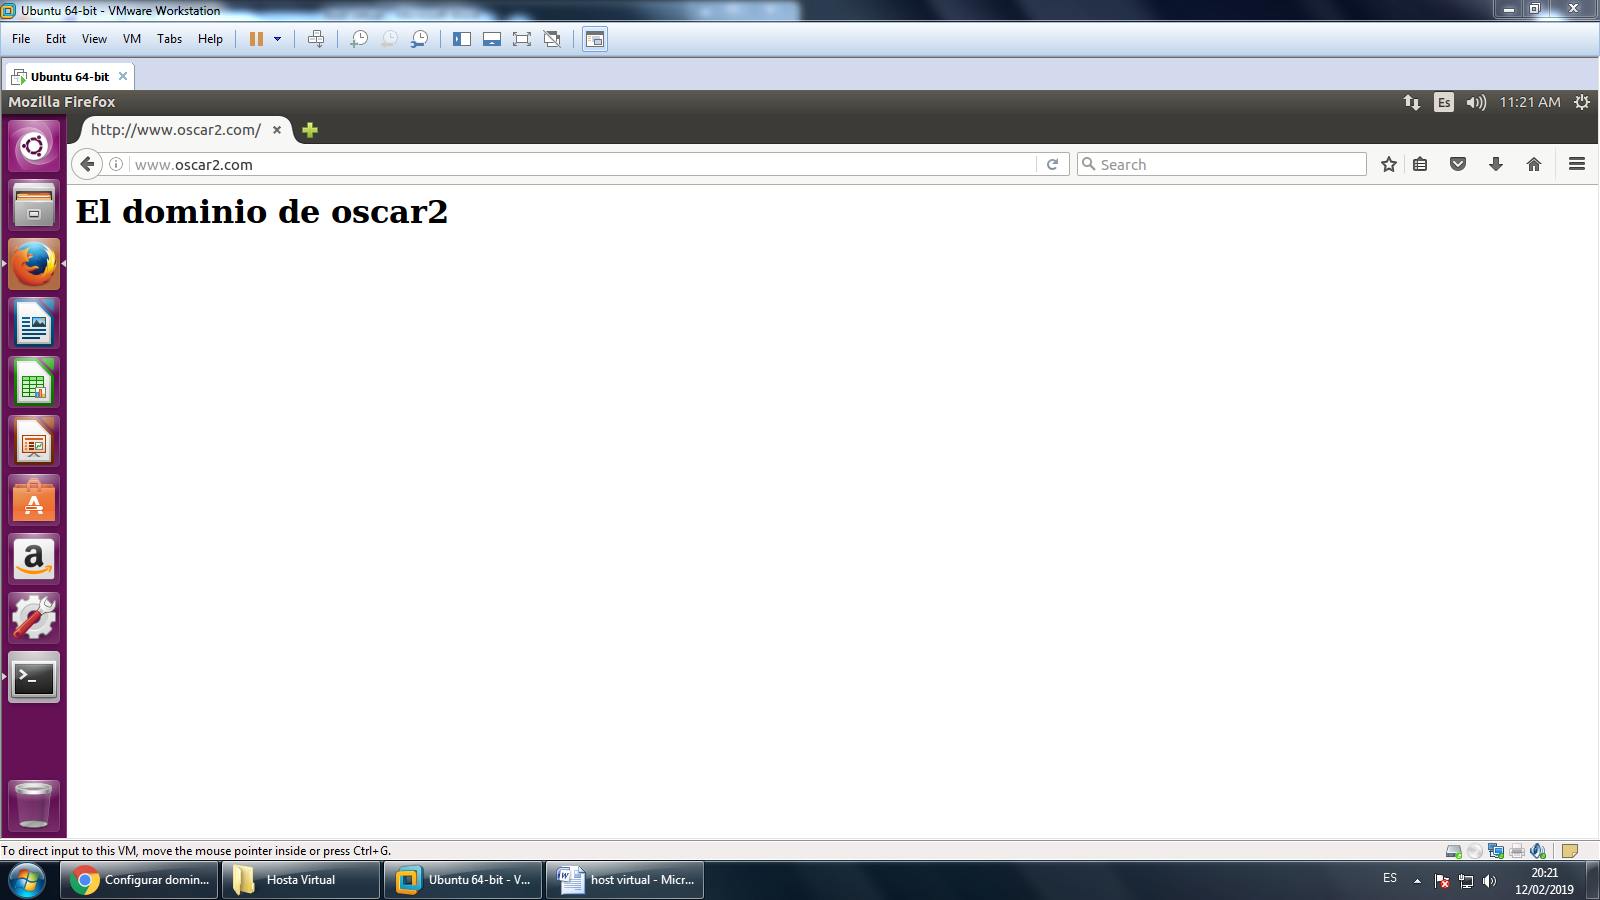 Ubuntu 64-bit - VMware Workstation
File Edit View VM Tabs Help
Ubuntu 64-bit
Mozilla Firefox
Es
11:21 AM
http://www.oscar2.com/
www.oscar2.com
Search
El dominio de oscar2
To direct input to this VM, move the mouse pointer inside or press Ctrl+G.
Configurar domin...
Hosta Virtual
Ubuntu 64-bit - V...
host virtual - Micr...
ES
20:21
12/02/2019